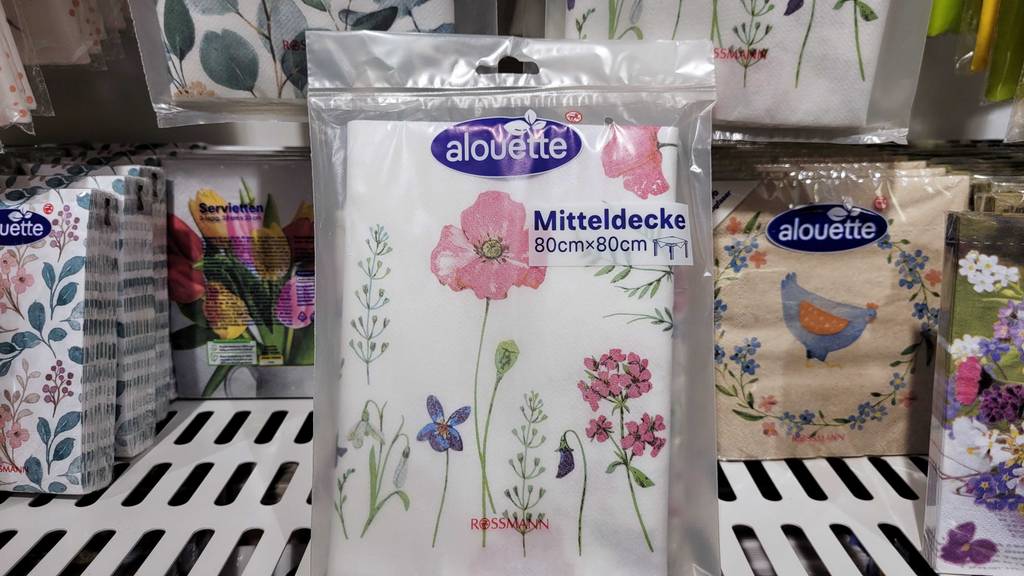 ROSSMANN
alouette
Mitteldecke
80cm×80cm
ROSSMANN
alouette
Servietten
alouette
ROSSMANN